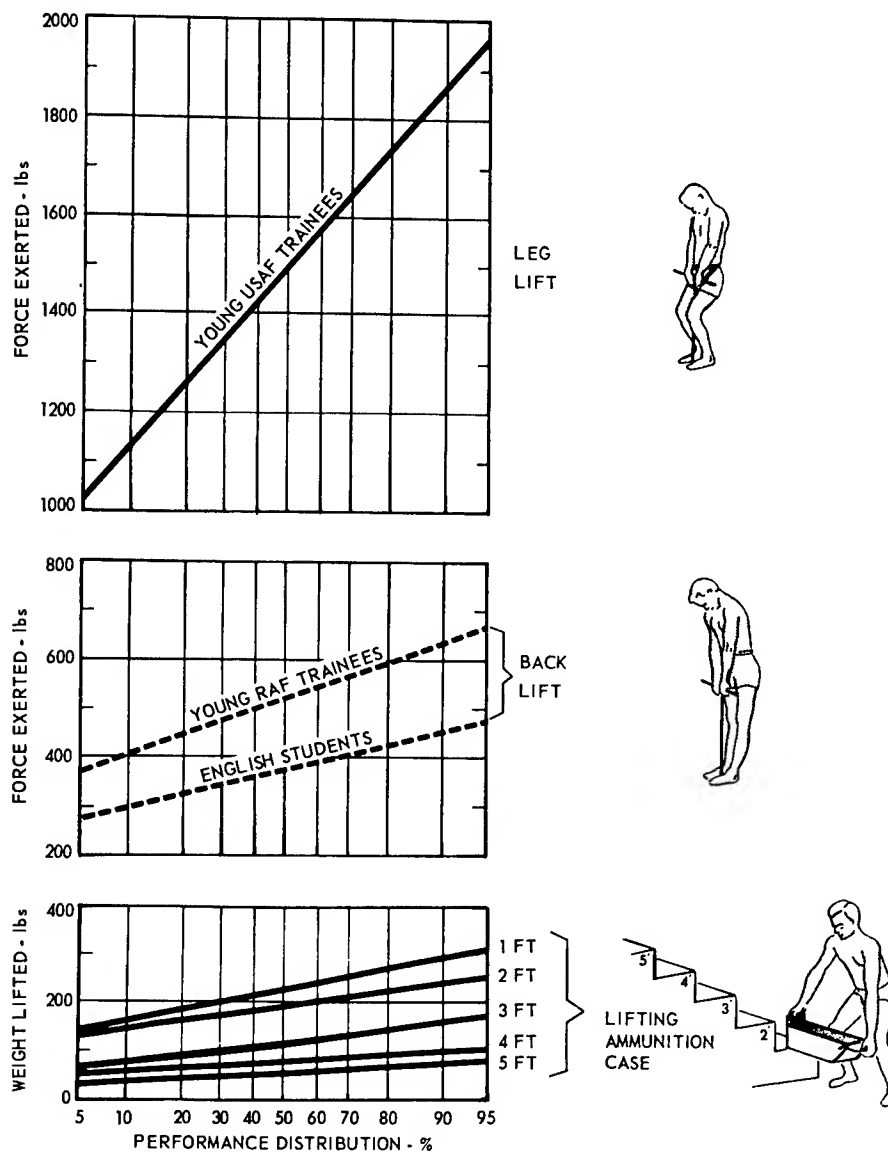 2000
1800
1600
1400
1200
1000
FORCE EXERTED - lbs
YOUNG USAF TRAINEES
LEG
LIFT
800
600
400
200
FORCE EXERTED - lbs
YOUNG RAF TRAINEES
ENGLISH STUDENTS
BACK
LIFT
400
200
0
WEIGHT LIFTED - lbs
1 FT
2 FT
3 FT
4 FT
5 FT
LIFTING
AMMUNITION
CASE
5'
4'
3'
2'
5 10 20 30 40 50 60 70 80 90 95
PERFORMANCE DISTRIBUTION - %